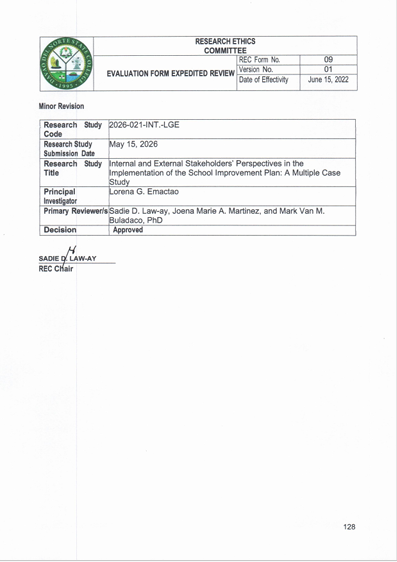 RESEARCH ETHICS
COMMITTEE
REC Form No. 09
EVALUATION FORM EXPEDITED REVIEW
Version No. 01
Date of Effectivity June 15, 2022
Minor Revision
Research Study Code 2026-021-INT.-LGE
Research Study Submission Date May 15, 2026
Research Study Title Internal and External Stakeholders' Perspectives in the
Implementation of the School Improvement Plan: A Multiple Case
Study
Principal Investigator Lorena G. Emactao
Primary Reviewer/s Sadie D. Law-ay, Joena Marie A. Martinez, and Mark Van M.
Buladaco, PhD
Decision Approved
SADIE D. LAW-AY
REC Chair
128